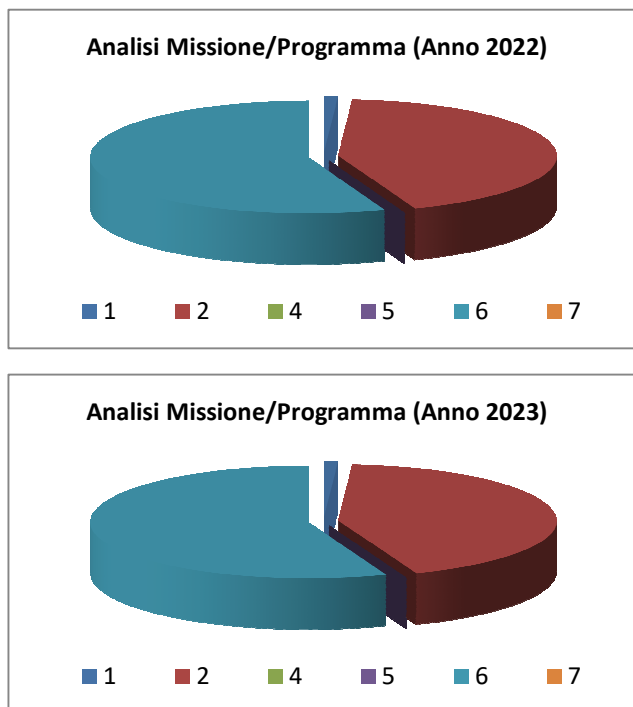 Analisi Missione/Programma (Anno 2022)
1 2 4 5 6 7
Analisi Missione/Programma (Anno 2023)
1 2 4 5 6 7